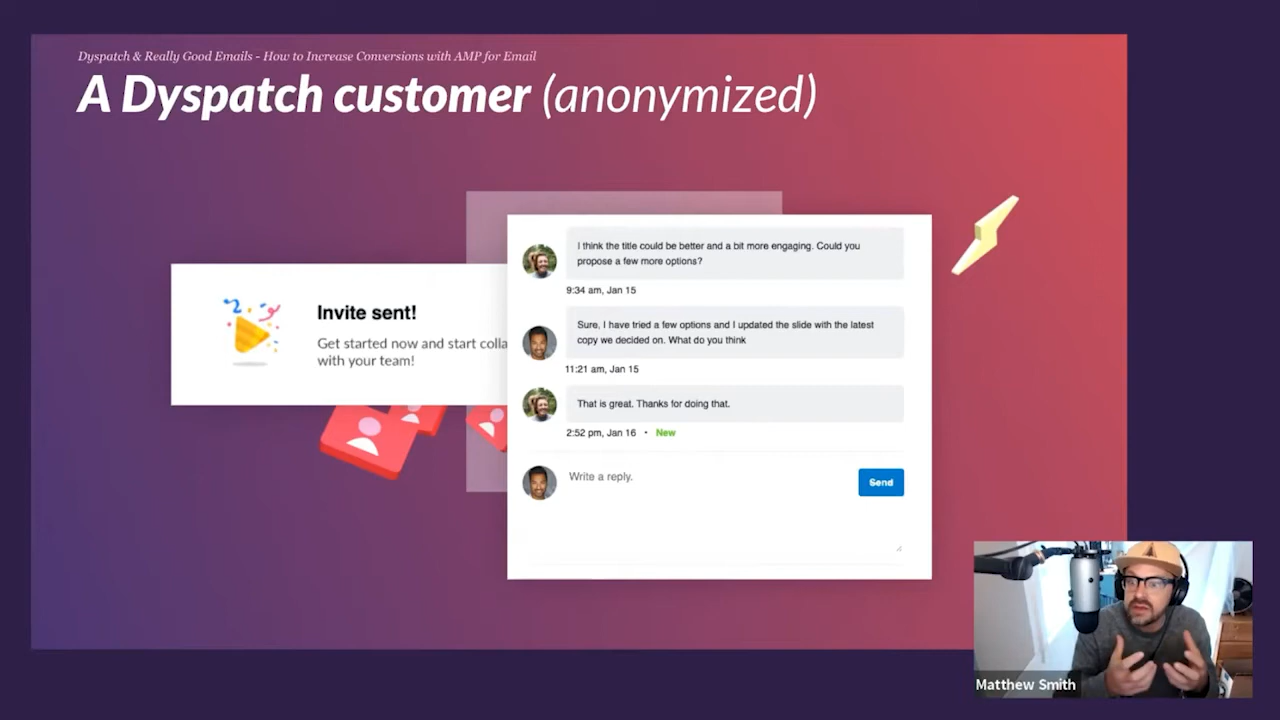 Dyspatch & Really Good Emails - How to Increase Conversions with AMP for Email
A Dyspatch customer (anonymized)
Invite sent!
Get started now and start colla
with your team!
I think the title could be better and a bit more engaging. Could you
propose a few more options?
9:34 am, Jan 15
Sure, I have tried a few options and I updated the slide with the latest
copy we decided on. What do you think
11:21 am, Jan 15
That is great. Thanks for doing that.
2:52 pm, Jan 16 • New
Write a reply.
Send
Matthew Smith